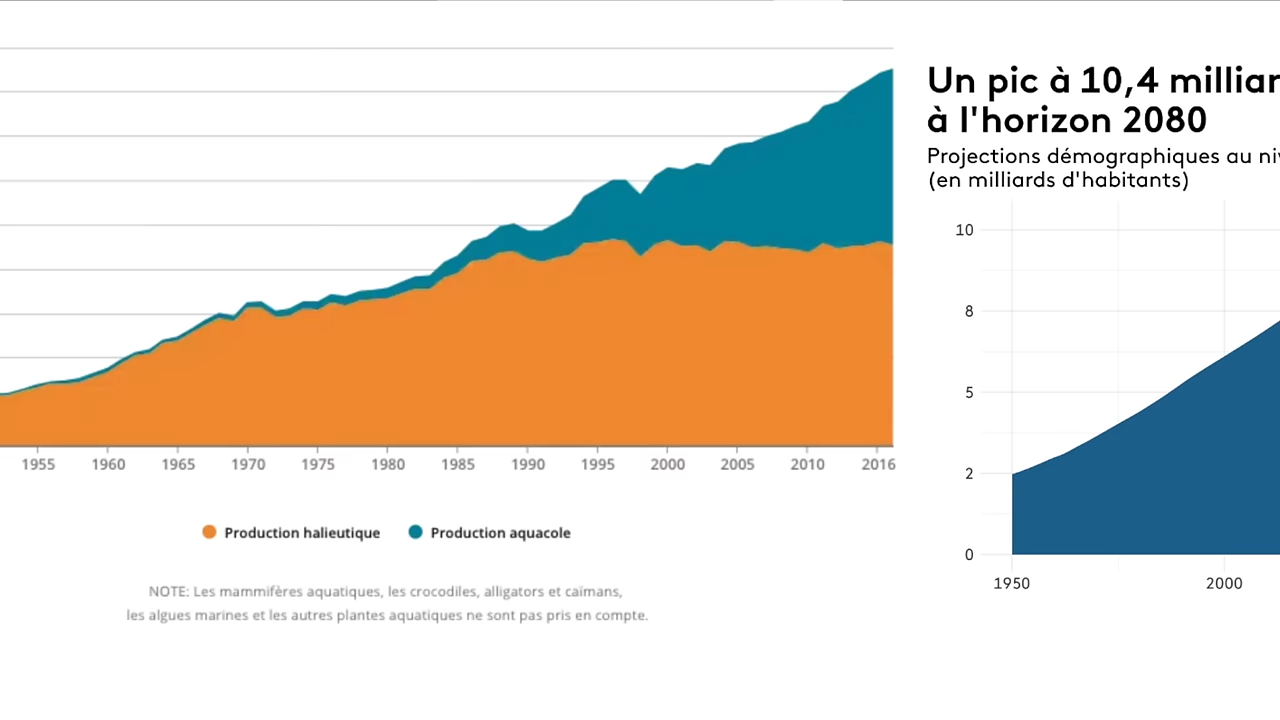 1955 1960 1965 1970 1975 1980 1985 1990 1995 2000 2005 2010 2016
Production halieutique Production aquacole
NOTE: Les mammifères aquatiques, les crocodiles, alligators et caïmans,
les algues marines et les autres plantes aquatiques ne sont pas pris en compte.
Un pic à 10,4 milliar
à l'horizon 2080
Projections démographiques au niv
(en milliards d'habitants)
10
8
5
2
0
1950 2000